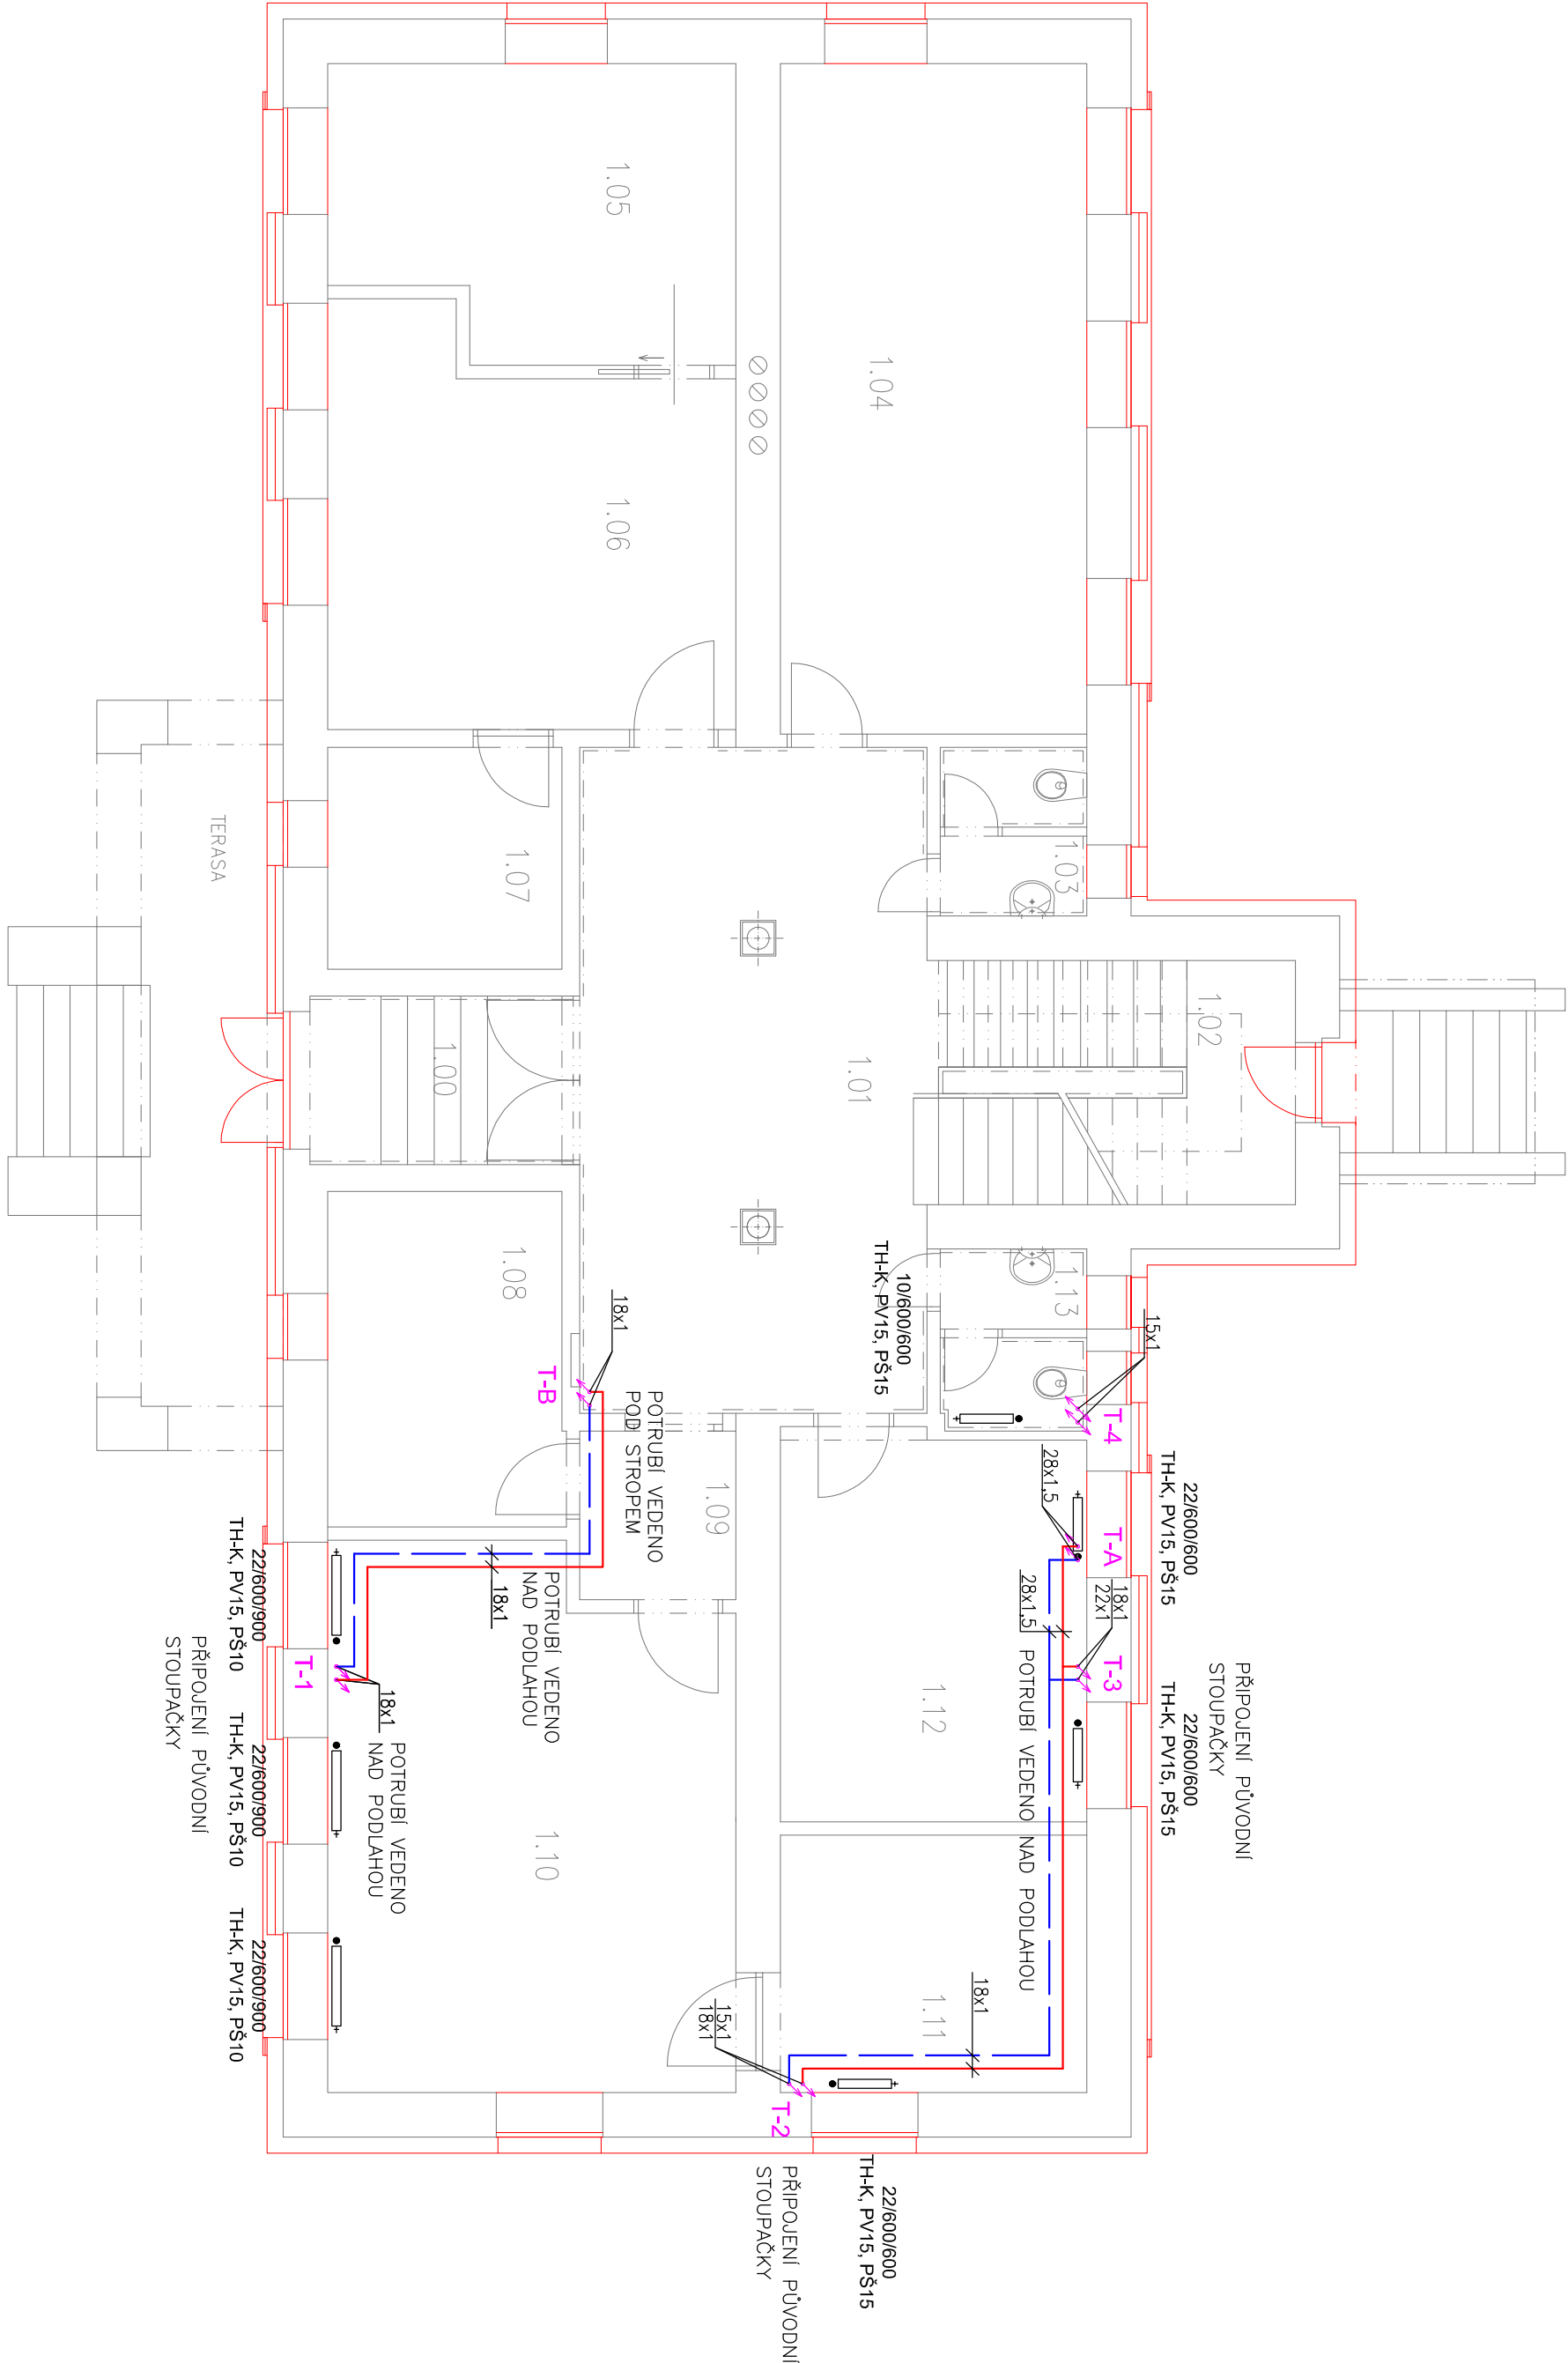 1.05
1.04
1.06
1.03
1.07
TERASA
1.02
1.01
1.00
1.08
1.13
10/600/600
TH-K, PV15, PŠ15
15x1
18x1
T-B
T-4
POTRUBÍ VEDENO
POD STROPEM
1.09
28x1,5
22/600/600
TH-K, PV15, PŠ15
T-A
22/600/900
TH-K, PV15, PŠ10
18x1
POTRUBÍ VEDENO
NAD PODLAHOU
28x1,5
18x1
22x1
T-3
T-1
18x1
PŘIPOJENÍ PŮVODNÍ
STOUPAČKY
POTRUBÍ VEDENO NAD PODLAHOU
22/600/600
TH-K, PV15, PŠ15
PŘIPOJENÍ PŮVODNÍ
STOUPAČKY
1.12
22/600/900
TH-K, PV15, PŠ10
POTRUBÍ VEDENO
NAD PODLAHOU
1.10
22/600/900
TH-K, PV15, PŠ10
1.11
18x1
15x1
18x1
T-2
22/600/600
TH-K, PV15, PŠ15
PŘIPOJENÍ PŮVODNÍ
STOUPAČKY